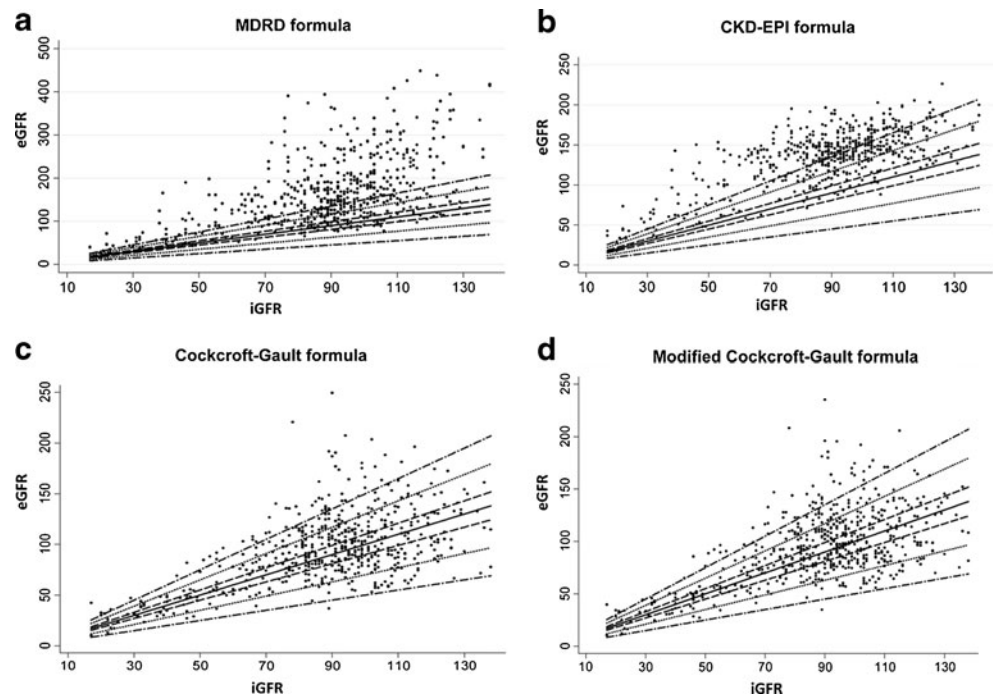 a
MDRD formula
eGFR
500
400
300
200
100
0
10 30 50 70 90 110 130
iGFR
b
CKD-EPI formula
eGFR
250
200
150
100
50
0
10 30 50 70 90 110 130
iGFR
c
Cockcroft-Gault formula
eGFR
250
200
150
100
50
0
10 30 50 70 90 110 130
iGFR
d
Modified Cockcroft-Gault formula
eGFR
250
200
150
100
50
0
10 30 50 70 90 110 130
iGFR